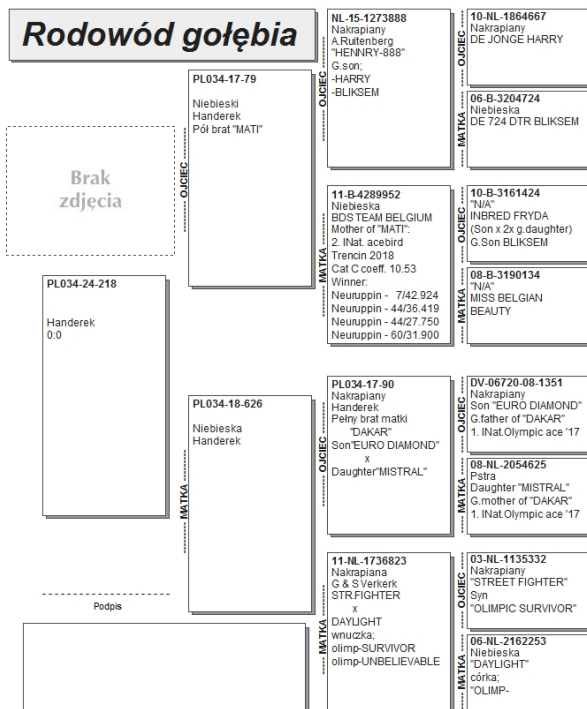 Rodowód gołębia
Brak
zdjęcia
PL034-24-218
Handerek
0:0
Podpis
OJCIEC
PL034-17-79
Niebieski
Handerek
Pół brat "MATI"
MATKA
PL034-18-626
Niebieska
Handerek
OJCIEC
NL-15-1273888
Nakrapiany
A.Rutenberg
"HENNRY-888"
G.son;
-HARRY
-BLIKSEM
MATKA
11-B-4289952
Niebieska
BDS TEAM BELGIUM
Mother of "MATI":
2. INat. acebird
Trencin 2018
Cat C coeff. 10.53
Winner:
Neuruppin - 7/42.924
Neuruppin - 44/36.419
Neuruppin - 44/27.750
Neuruppin - 60/31.900
OJCIEC
PL034-17-90
Nakrapiany
Handerek
Pełny brat matki
"DAKAR"
Son"EURO DIAMOND"
x
Daughter"MISTRAL"
MATKA
11-NL-1736823
Nakrapiana
G & S Verkerk
STR.FIGHTER
x
DAYLIGHT
wnuczka;
olimp-SURVIVOR
olimp-UNBELIEVABLE
OJCIEC
10-NL-1864667
Nakrapiany
DE JONGE HARRY
MATKA
06-B-3204724
Niebieska
DE 724 DTR BLIKSEM
OJCIEC
10-B-3161424
"N/A"
INBRED FRYDA
(Son x 2x g.daughter)
G.Son BLIKSEM
MATKA
08-B-3190134
"N/A"
MISS BELGIAN
BEAUTY
OJCIEC
DV-06720-08-1351
Nakrapiany
Son "EURO DIAMOND"
G.father of "DAKAR"
1. INat.Olympic ace '17
MATKA
08-NL-2054625
Pstra
Daughter "MISTRAL"
G.mother of "DAKAR"
1. INat.Olympic ace '17
OJCIEC
03-NL-1135332
Nakrapiany
"STREET FIGHTER"
Syn
"OLIMPIC SURVIVOR"
MATKA
06-NL-2162253
Niebieska
"DAYLIGHT"
córka;
"OLIMP-